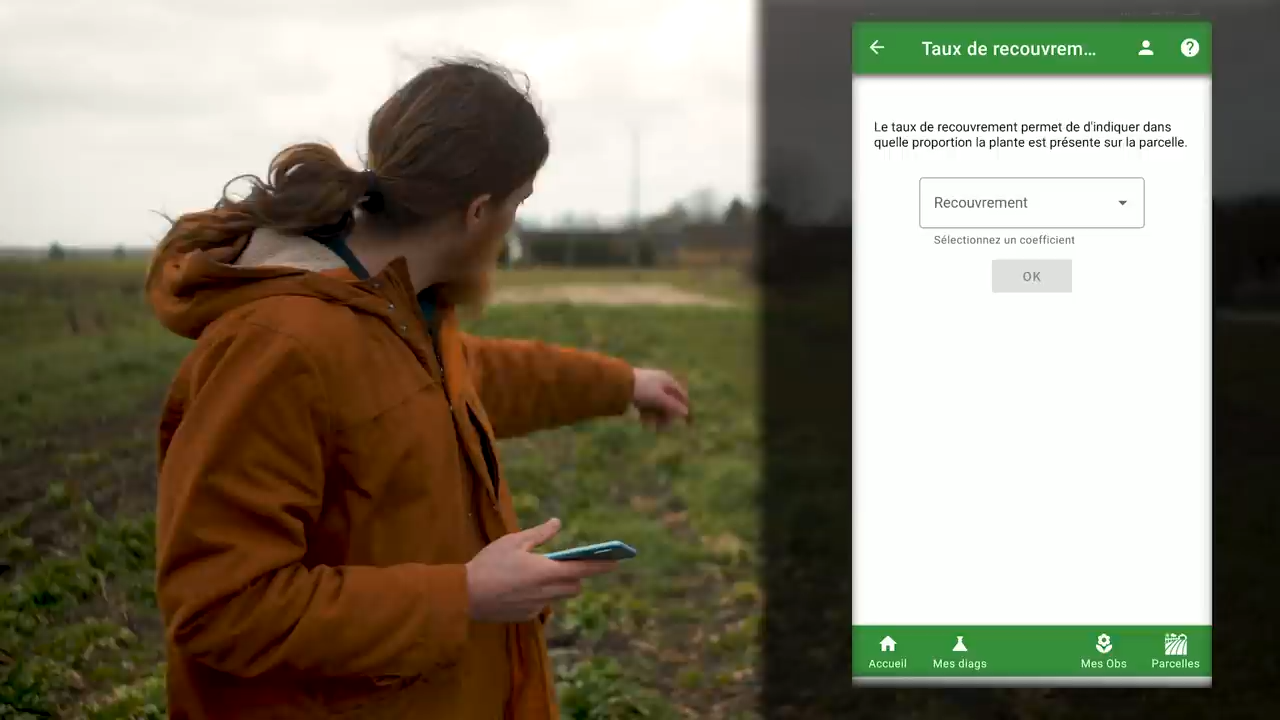 Taux de recouvrem...
Le taux de recouvrement permet de d'indiquer dans
quelle proportion la plante est présente sur la parcelle.
Recouvrement
Sélectionnez un coefficient
OK
Accueil
Mes diags
Mes Obs
Parcelles